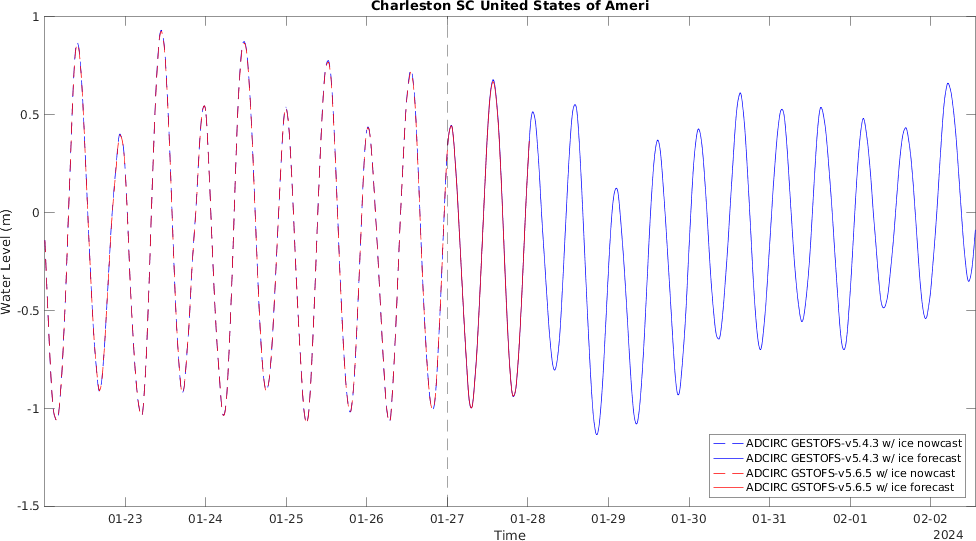 Charleston SC United States of Ameri
1
0.5
0
-0.5
-1
-1.5
Water Level (m)
01-23 01-24 01-25 01-26 01-27 01-28 01-29 01-30 01-31 02-01 02-02
Time
2024
ADCIRC GESTOFS-v5.4.3 w/ ice nowcast
ADCIRC GESTOFS-v5.4.3 w/ ice forecast
ADCIRC GSTOFS-v5.6.5 w/ ice nowcast
ADCIRC GSTOFS-v5.6.5 w/ ice forecast